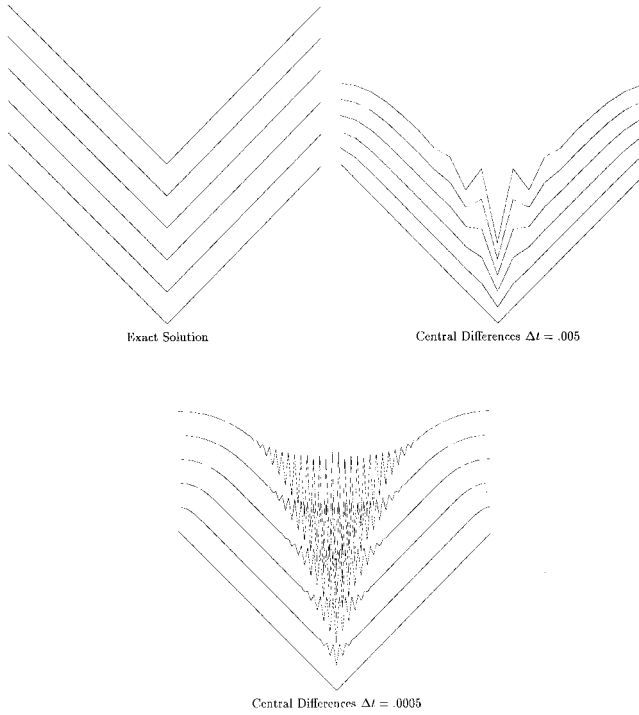 Exact Solution
Central Differences Δt = .005
Central Differences Δt = .0005